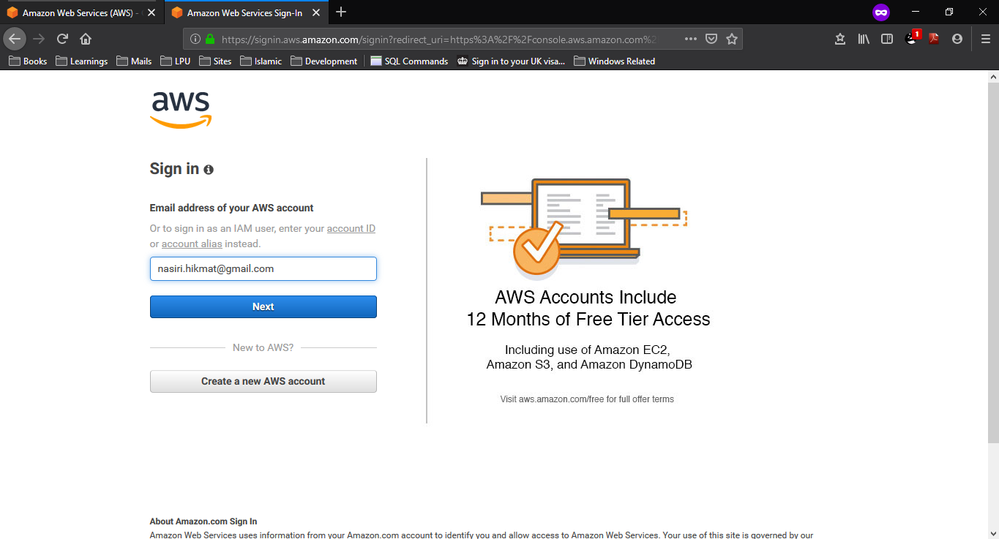 Amazon Web Services (AWS) -
Amazon Web Services Sign-In
https://signin.aws.amazon.com/signin?redirect_uri=https%3A%2F%2Fconsole.aws.amazon.com%2
1
Books
Learnings
Mails
LPU
Sites
Islamic
Development
SQL Commands
Sign in to your UK visa...
Windows Related
aws
Sign in
Email address of your AWS account
Or to sign in as an IAM user, enter your account ID
or account alias instead.
nasiri.hikmat@gmail.com
Next
New to AWS?
Create a new AWS account
AWS Accounts Include
12 Months of Free Tier Access
Including use of Amazon EC2,
Amazon S3, and Amazon DynamoDB
Visit aws.amazon.com/free for full offer terms
About Amazon.com Sign In
Amazon Web Services uses information from your Amazon.com account to identify you and allow access to Amazon Web Services. Your use of this site is governed by our